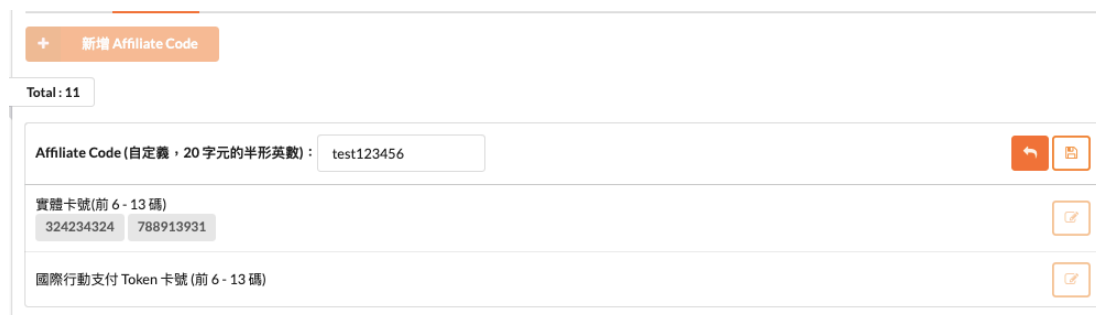 + 新增 Affiliate Code
Total : 11
Affiliate Code (自定義，20 字元的半形英數)： test123456
實體卡號(前 6 - 13 碼)
324234324 788913931
國際行動支付 Token 卡號 (前 6 - 13 碼)